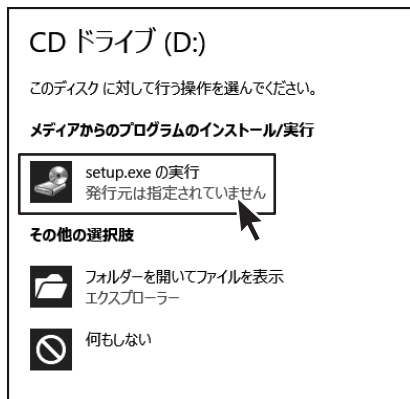 CD ドライブ (D:)
このディスク に対して行う操作を選んでください。
メディアからのプログラムのインストール/実行
setup.exe の実行
発行元は指定されていません
その他の選択肢
フォルダーを開いてファイルを表示
エクスプローラー
何もしない